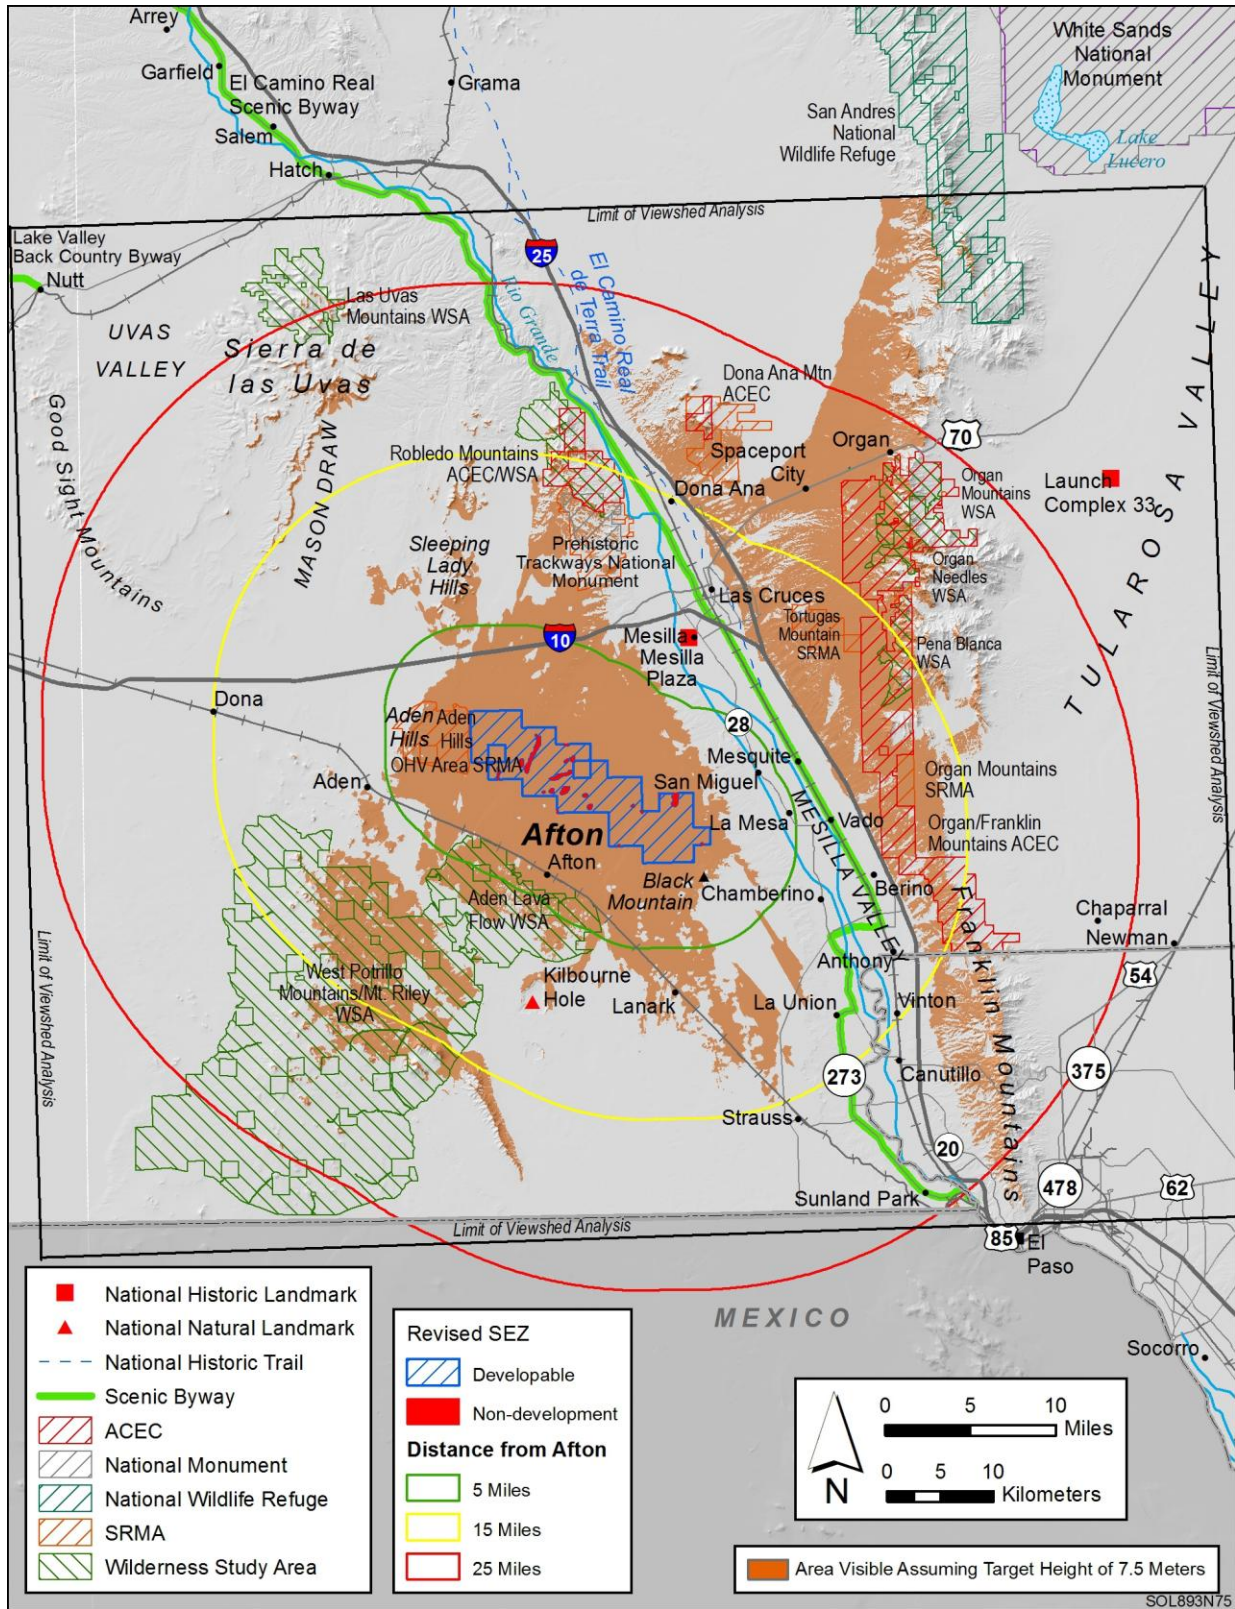 Arrey
Garfield
El Camino Real
Scenic Byway
Salem
Hatch
Grama
White Sands
National
Monument
San Andres
National
Wildlife Refuge
Lake
Lucero
Limit of Viewshed Analysis
Lake Valley
Back Country Byway
Nutt
25
El Camino Real
de Terra Trail
Rio Grande
Las Uvas
Mountains WSA
UVAS
VALLEY
Sierra de
las Uvas
Good Sight Mountains
MASON DRAW
Dona Ana Mtn
ACEC
Robledo Mountains
ACEC/WSA
Spaceport
City
Organ
70
Organ
Mountains
WSA
Launch
Complex 33
TULAROSA VALLEY
Dona Ana
Sleeping
Lady
Hills
Prehistoric
Trackways National
Monument
Organ
Needles
WSA
Las Cruces
Tortugas
Mountain
SRMA
Pena Blanca
WSA
10
Mesilla
Mesilla
Plaza
Limit of Viewshed Analysis
Dona
Aden
Hills
Aden
Hills
OHV Area SRMA
28
Mesquite
San Miguel
Aden
MESILLA VALLEY
Organ Mountains
SRMA
La Mesa
Vado
Organ/Franklin
Mountains ACEC
Afton
Afton
Black
Mountain
Chamberino
Berino
Aden Lava
Flow WSA
Franklin Mountains
Chaparral
Newman
Anthony
54
Limit of Viewshed Analysis
West Potrillo
Mountains/Mt. Riley
WSA
Kilbourne
Hole
Lanark
La Union
Vinton
273
Canutillo
375
Strauss
20
Sunland Park
478
62
Limit of Viewshed Analysis
85
El
Paso
MEXICO
Socorro
National Historic Landmark
National Natural Landmark
National Historic Trail
Scenic Byway
ACEC
National Monument
National Wildlife Refuge
SRMA
Wilderness Study Area
Revised SEZ
Developable
Non-development
Distance from Afton
5 Miles
15 Miles
25 Miles
N
0 5 10
Miles
0 5 10
Kilometers
Area Visible Assuming Target Height of 7.5 Meters
SOL893N75